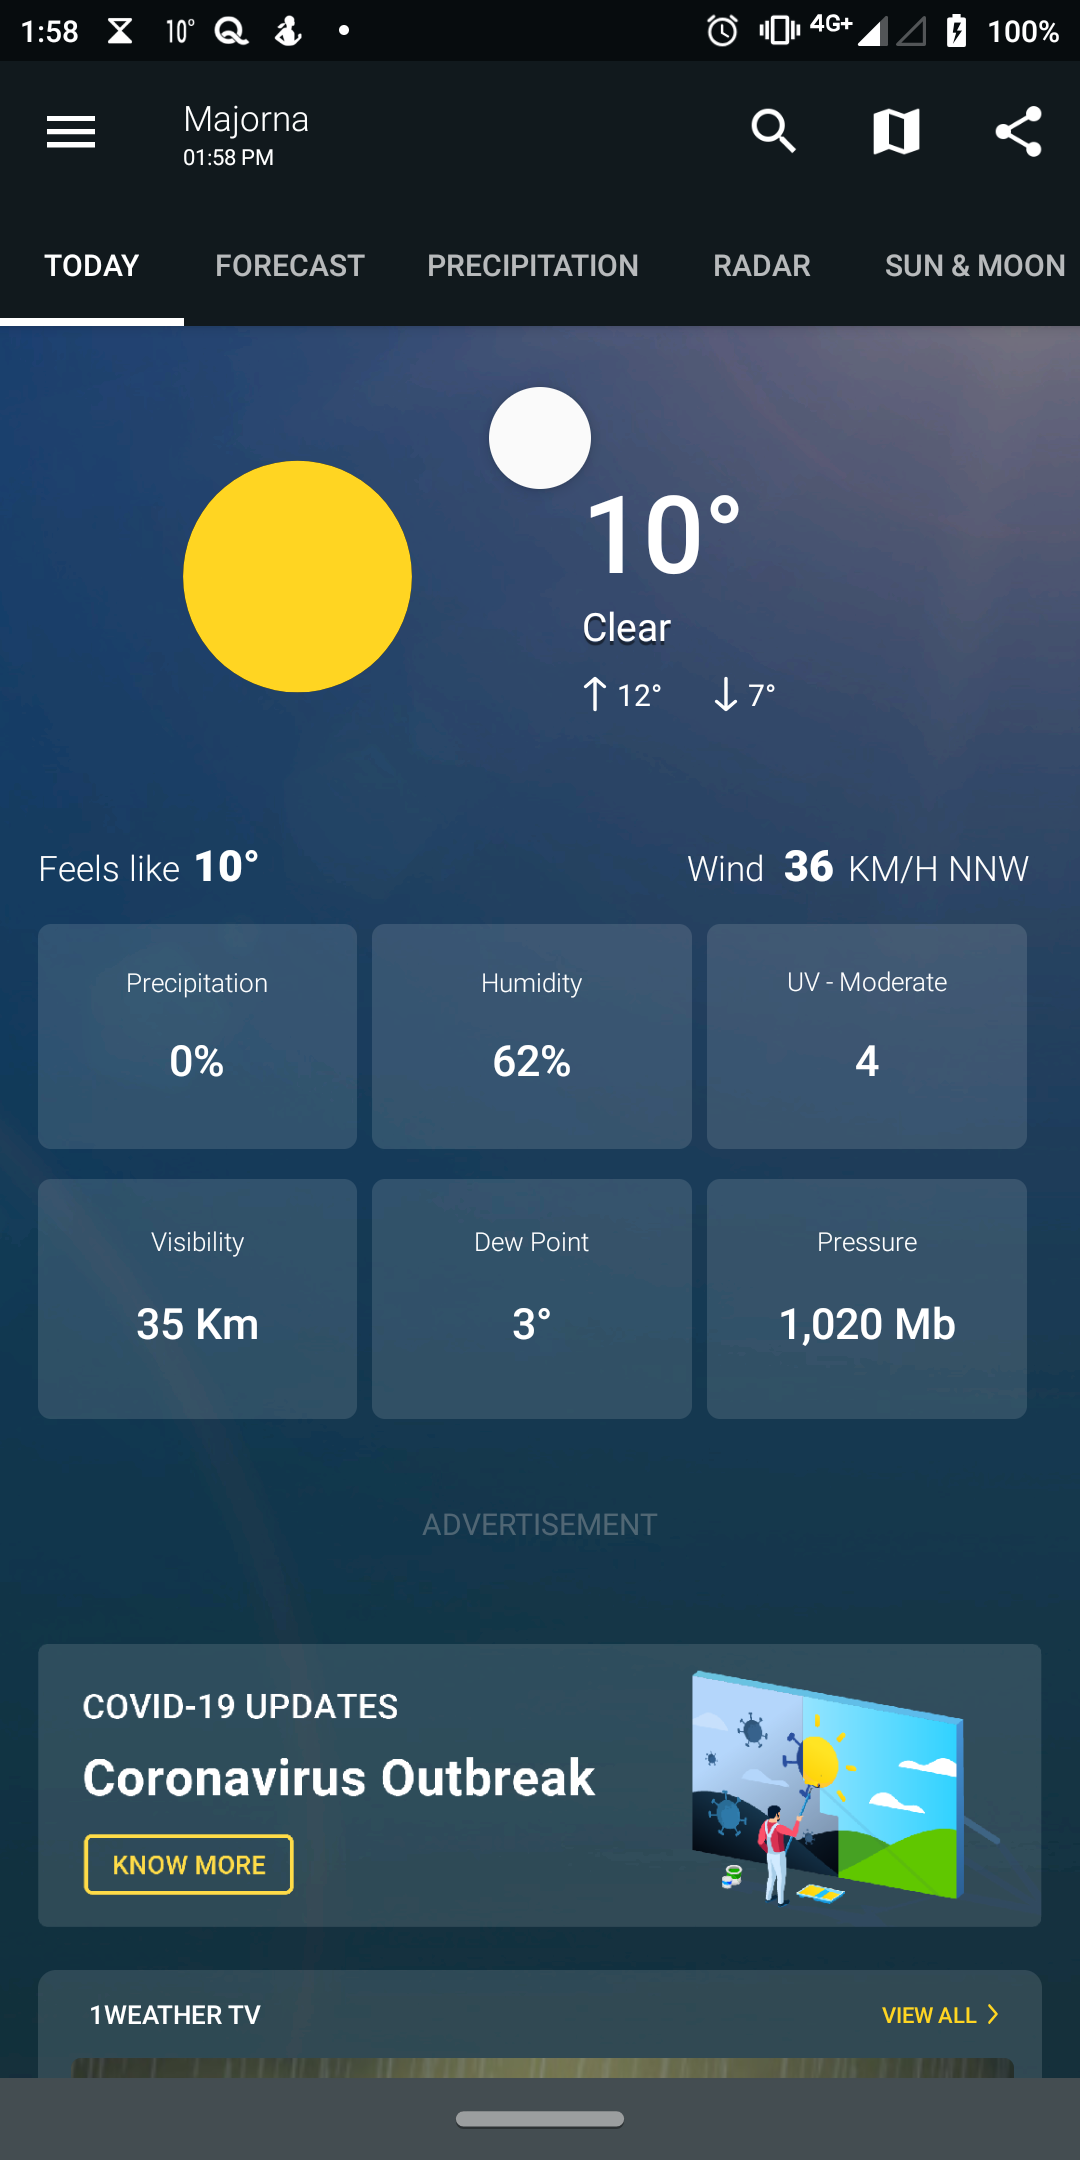 1:58 10° 4G+ 100%
Majorna
01:58 PM
TODAY FORECAST PRECIPITATION RADAR SUN & MOON
10°
Clear
12° 7°
Feels like 10° Wind 36 KM/H NNW
Precipitation Humidity UV - Moderate
0% 62% 4
Visibility Dew Point Pressure
35 Km 3° 1,020 Mb
ADVERTISEMENT
COVID-19 UPDATES
Coronavirus Outbreak
KNOW MORE
1WEATHER TV VIEW ALL